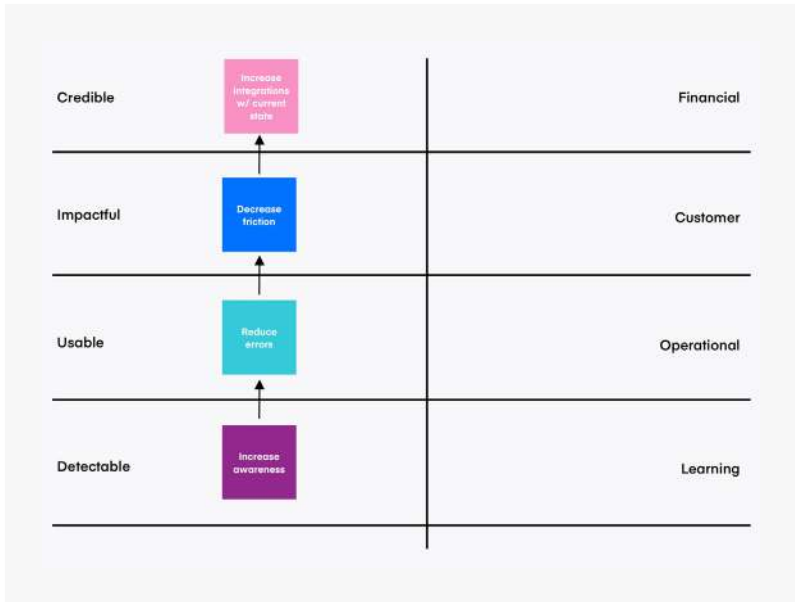 Credible
Increase
integrations
w/ current
state
Financial
Impactful
Decrease
friction
Customer
Usable
Reduce
errors
Operational
Detectable
Increase
awareness
Learning